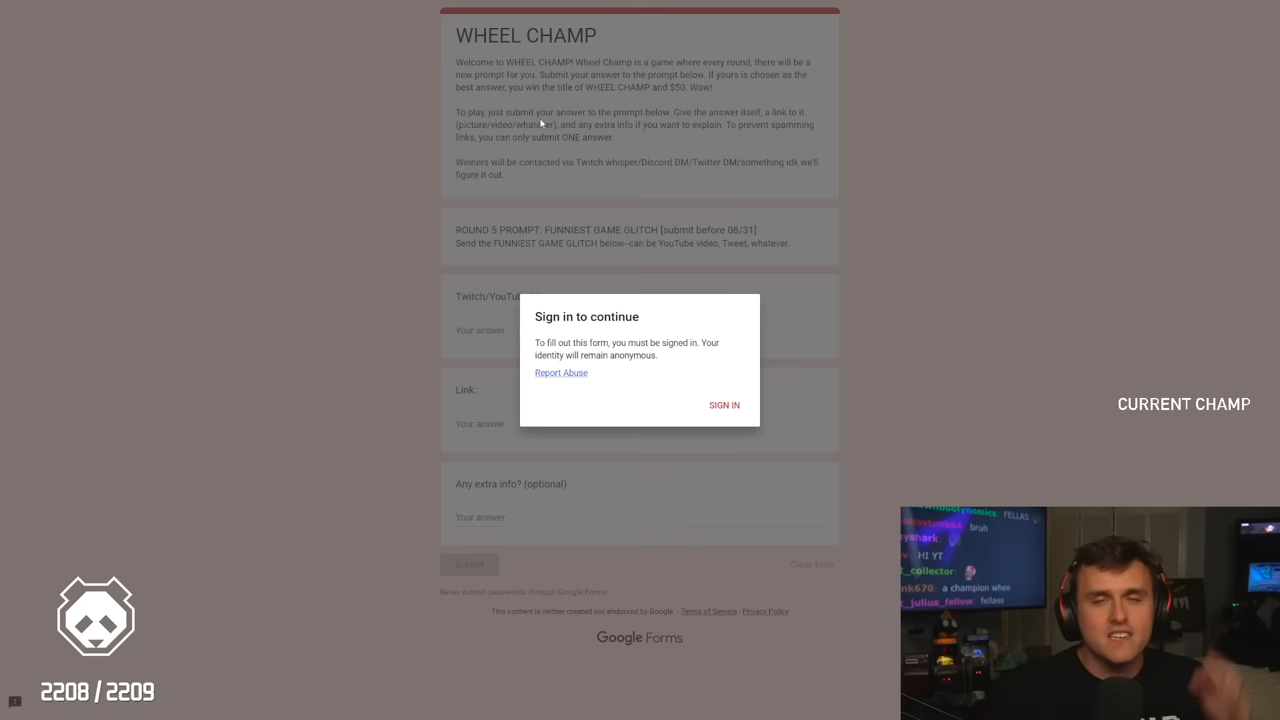 WHEEL CHAMP
Welcome to WHEEL CHAMP! Wheel Champ is a game where every round, there will be a
new prompt for you. Submit your answer to the prompt below. If yours is chosen as the
best answer, you win the title of WHEEL CHAMP and $50. Wow!
To play, just submit your answer to the prompt below. Give the answer itself, a link to it
(picture/video/whatever), and any extra info if you want to explain. To prevent spamming
links, you can only submit ONE answer.
Winners will be contacted via Twitch whisper/Discord DM/Twitter DM/something idk we'll
figure it out.
ROUND 5 PROMPT: FUNNIEST GAME GLITCH [submit before 08/31]
Send the FUNNIEST GAME GLITCH below--can be YouTube video, Tweet, whatever.
Twitch/YouTu
Your answer
Sign in to continue
To fill out this form, you must be signed in. Your
identity will remain anonymous.
Report Abuse
SIGN IN
Link:
Your answer
CURRENT CHAMP
Any extra info? (optional)
Your answer
Submit
Clear form
Never submit passwords through Google Forms.
This content is neither created nor endorsed by Google. - Terms of Service - Privacy Policy
Google Forms
FELLAS
bruh
HI YT
_collector:
nk670: a champion whee
_julius_fellow: fellass
2208 / 2209